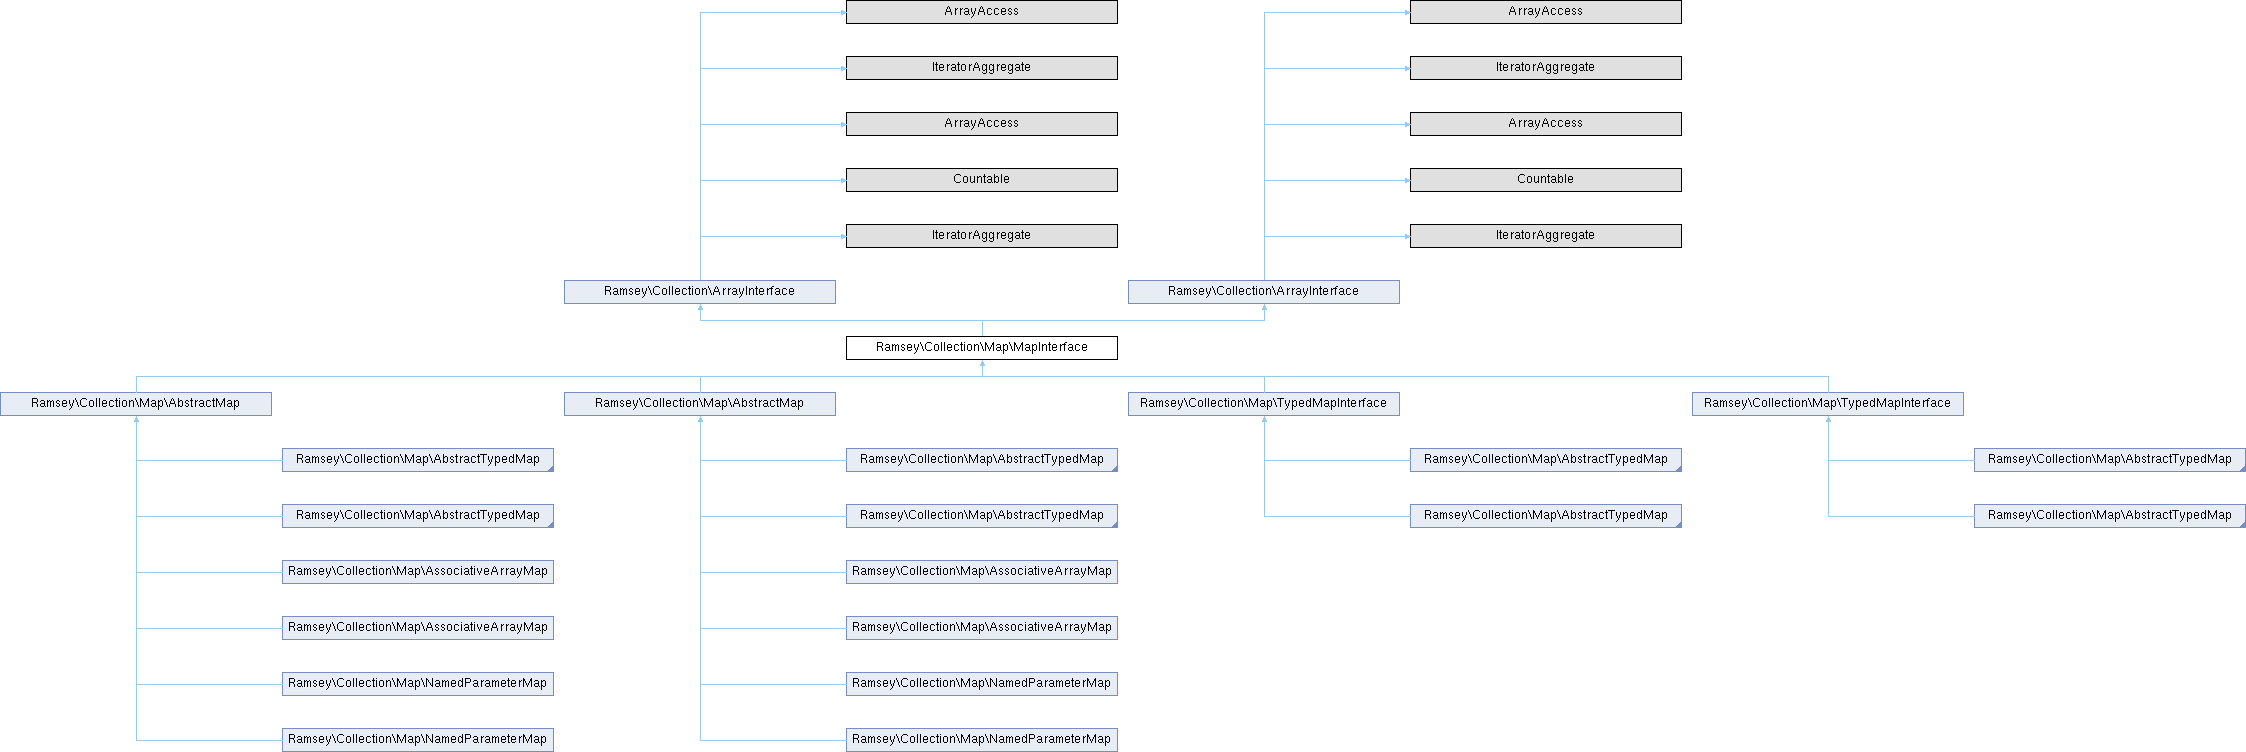 ArrayAccess
ArrayAccess
IteratorAggregate
IteratorAggregate
ArrayAccess
ArrayAccess
Countable
Countable
IteratorAggregate
IteratorAggregate
Ramsey\Collection\ArrayInterface
Ramsey\Collection\ArrayInterface
Ramsey\Collection\Map\MapInterface
Ramsey\Collection\Map\AbstractMap
Ramsey\Collection\Map\AbstractMap
Ramsey\Collection\Map\TypedMapInterface
Ramsey\Collection\Map\TypedMapInterface
Ramsey\Collection\Map\AbstractTypedMap
Ramsey\Collection\Map\AbstractTypedMap
Ramsey\Collection\Map\AbstractTypedMap
Ramsey\Collection\Map\AbstractTypedMap
Ramsey\Collection\Map\AbstractTypedMap
Ramsey\Collection\Map\AbstractTypedMap
Ramsey\Collection\Map\AbstractTypedMap
Ramsey\Collection\Map\AbstractTypedMap
Ramsey\Collection\Map\AssociativeArrayMap
Ramsey\Collection\Map\AssociativeArrayMap
Ramsey\Collection\Map\AssociativeArrayMap
Ramsey\Collection\Map\AssociativeArrayMap
Ramsey\Collection\Map\NamedParameterMap
Ramsey\Collection\Map\NamedParameterMap
Ramsey\Collection\Map\NamedParameterMap
Ramsey\Collection\Map\NamedParameterMap